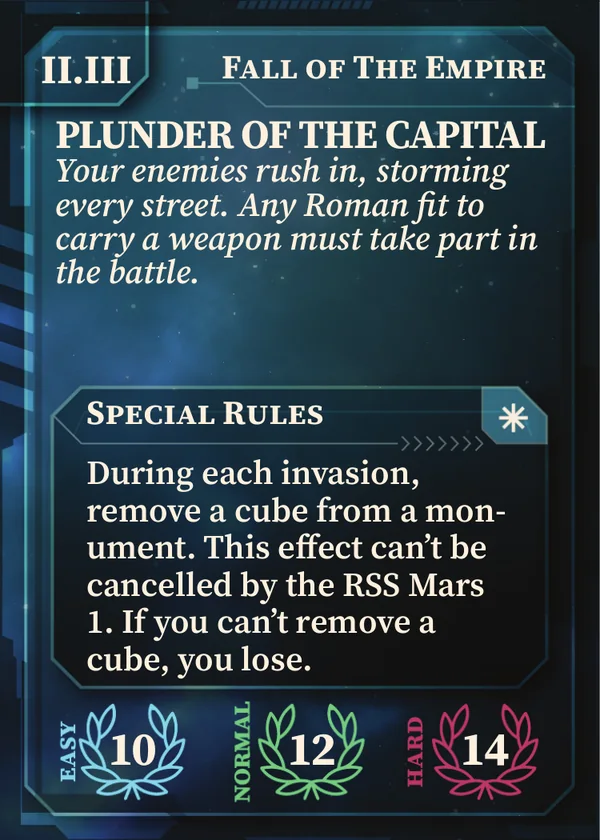 II.III
Fall of The Empire
PLUNDER OF THE CAPITAL
Your enemies rush in, storming
every street. Any Roman fit to
carry a weapon must take part in
the battle.
Special Rules
During each invasion,
remove a cube from a mon-
ument. This effect can’t be
cancelled by the RSS Mars
1. If you can’t remove a
cube, you lose.
EASY 10 NORMAL 12 HARD 14